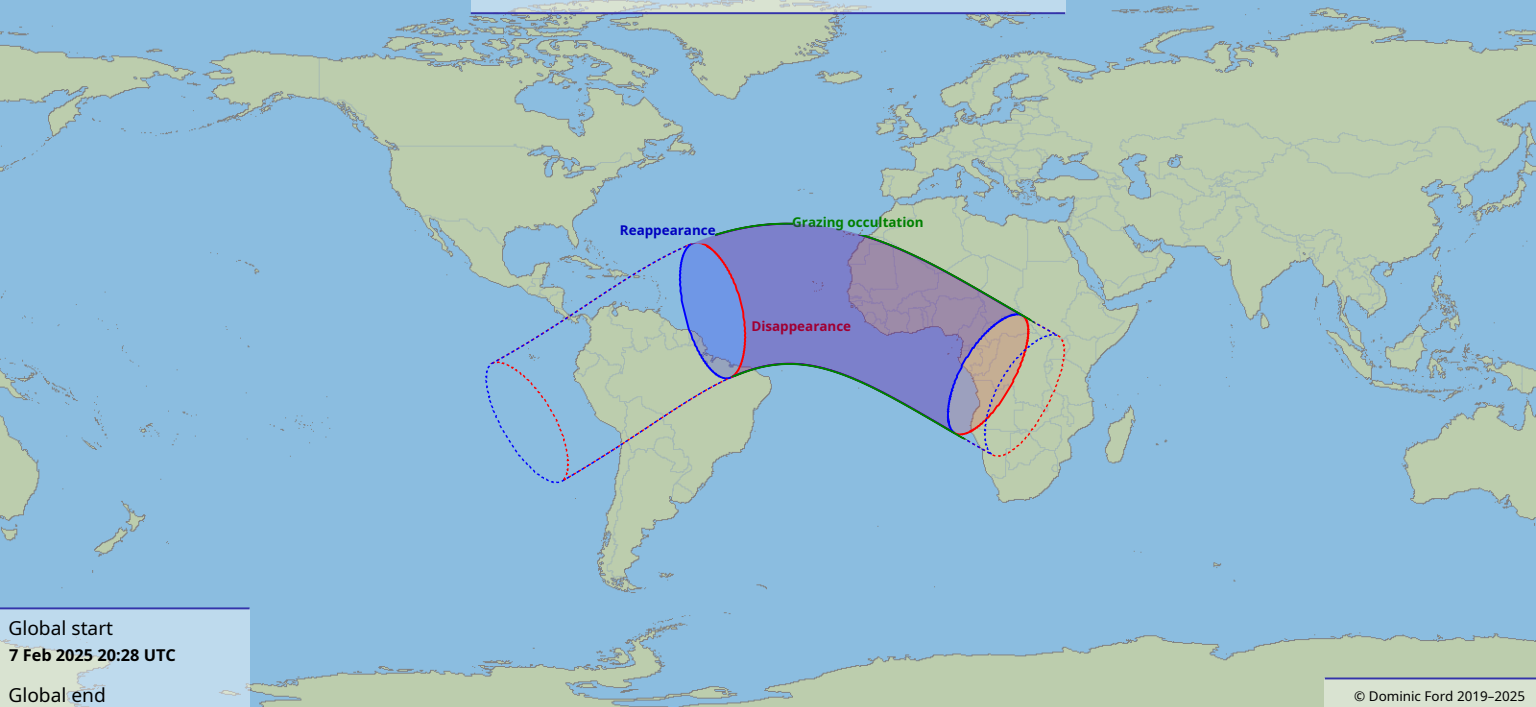 Grazing occultation
Reappearance
Disappearance
Global start
7 Feb 2025 20:28 UTC
Global end
© Dominic Ford 2019–2025